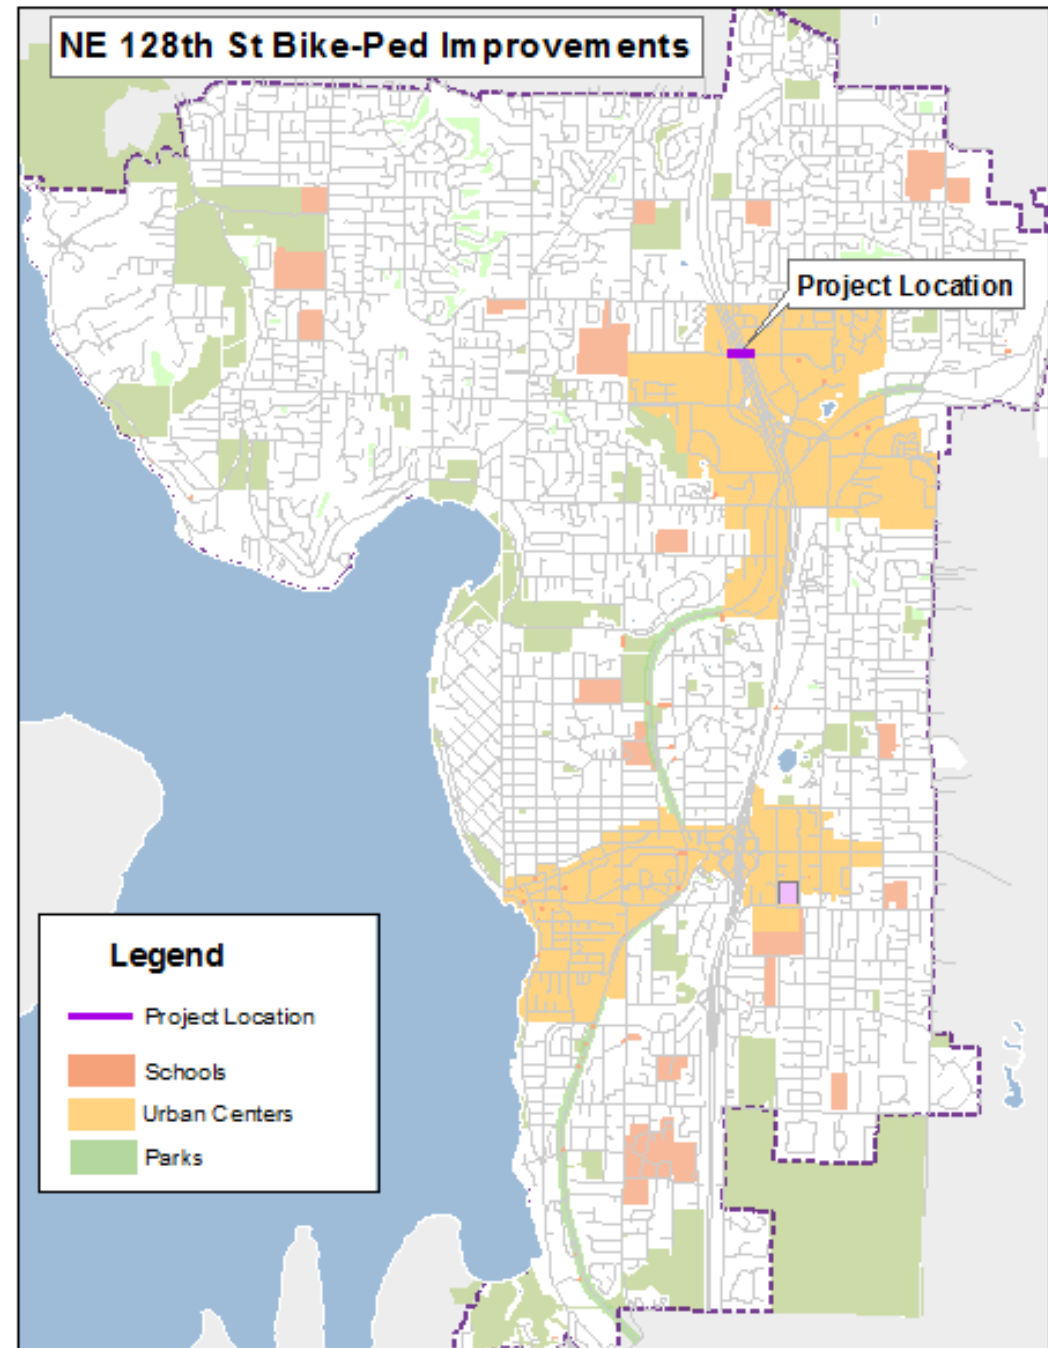 NE 128th St Bike-Ped Improvements
Project Location
Legend
Project Location
Schools
Urban Centers
Parks